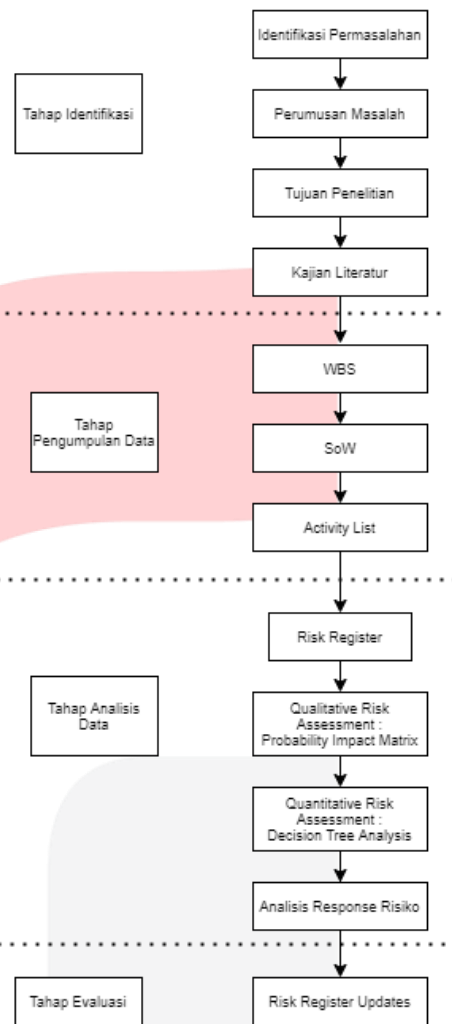 Identifikasi Permasalahan
Tahap Identifikasi
Perumusan Masalah
Tujuan Penelitian
Kajian Literatur
WBS
Tahap
Pengumpulan Data
SoW
Activity List
Risk Register
Tahap Analisis
Data
Qualitative Risk
Assessment :
Probability Impact Matrix
Quantitative Risk
Assessment :
Decision Tree Analysis
Analisis Response Risiko
Tahap Evaluasi
Risk Register Updates